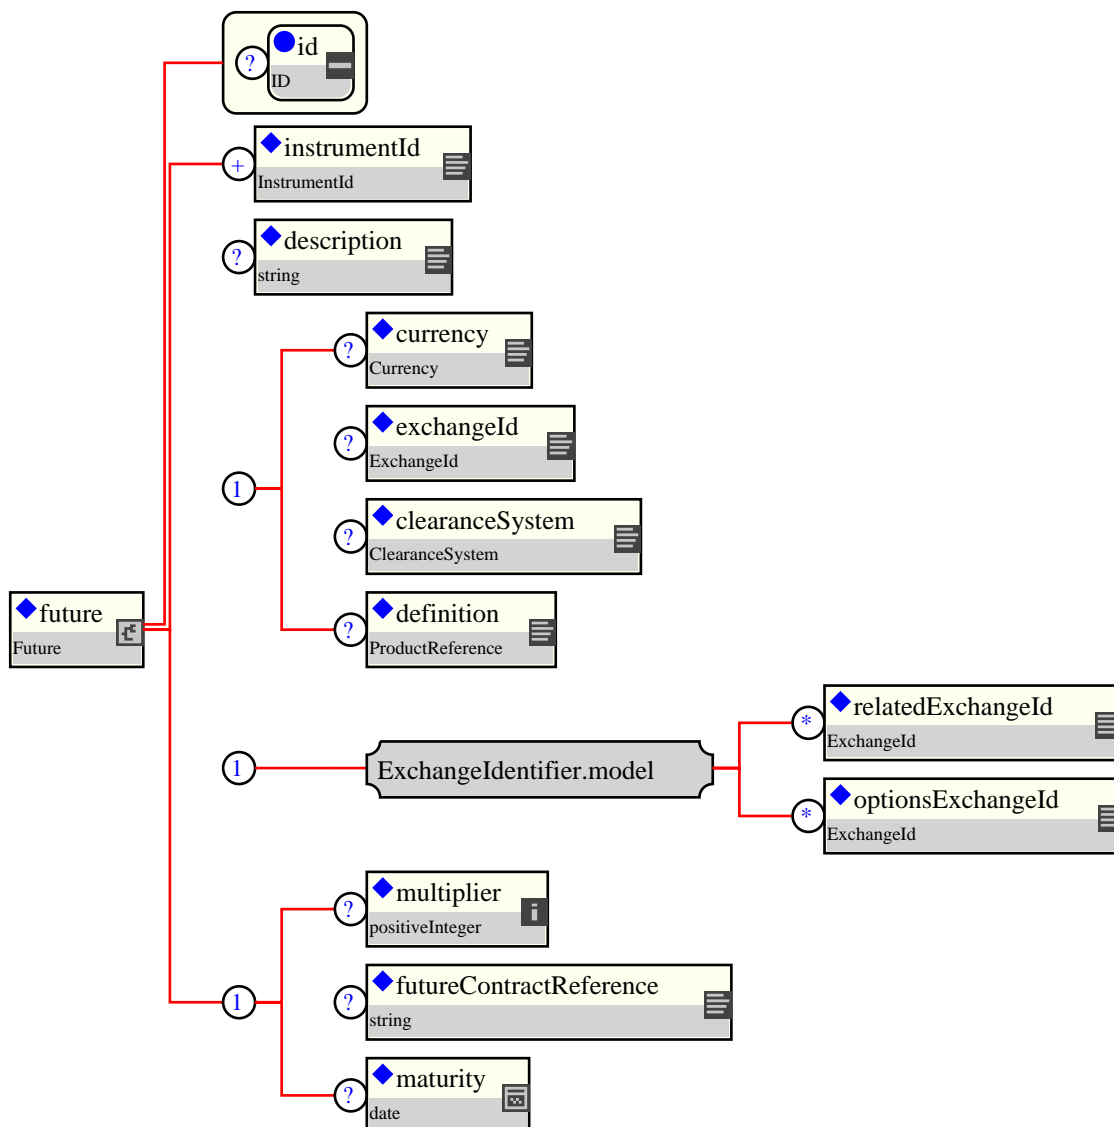 id
?
ID
instrumentId
+
InstrumentId
description
?
string
currency
?
Currency
exchangeId
?
ExchangeId
1
clearanceSystem
?
ClearanceSystem
future
Future
definition
?
ProductReference
relatedExchangeId
*
ExchangeId
1
ExchangeIdentifier.model
optionsExchangeId
*
ExchangeId
multiplier
?
positiveInteger
i
futureContractReference
?
string
1
maturity
?
date